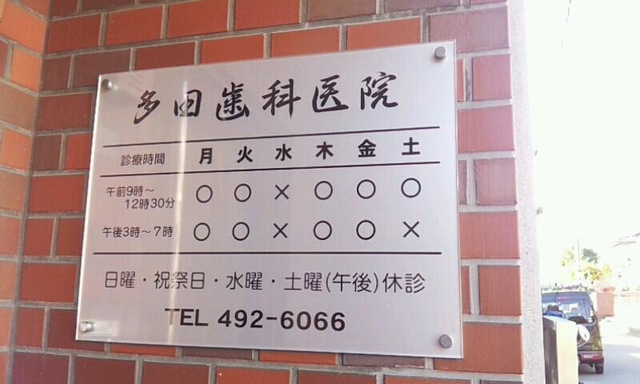 多田歯科医院
診療時間 月 火 水 木 金 土
午前9時～12時30分 ○ ○ × ○ ○ ○
午後3時～7時 ○ ○ × ○ ○ ×
日曜・祝祭日・水曜・土曜(午後)休診
TEL 492-6066